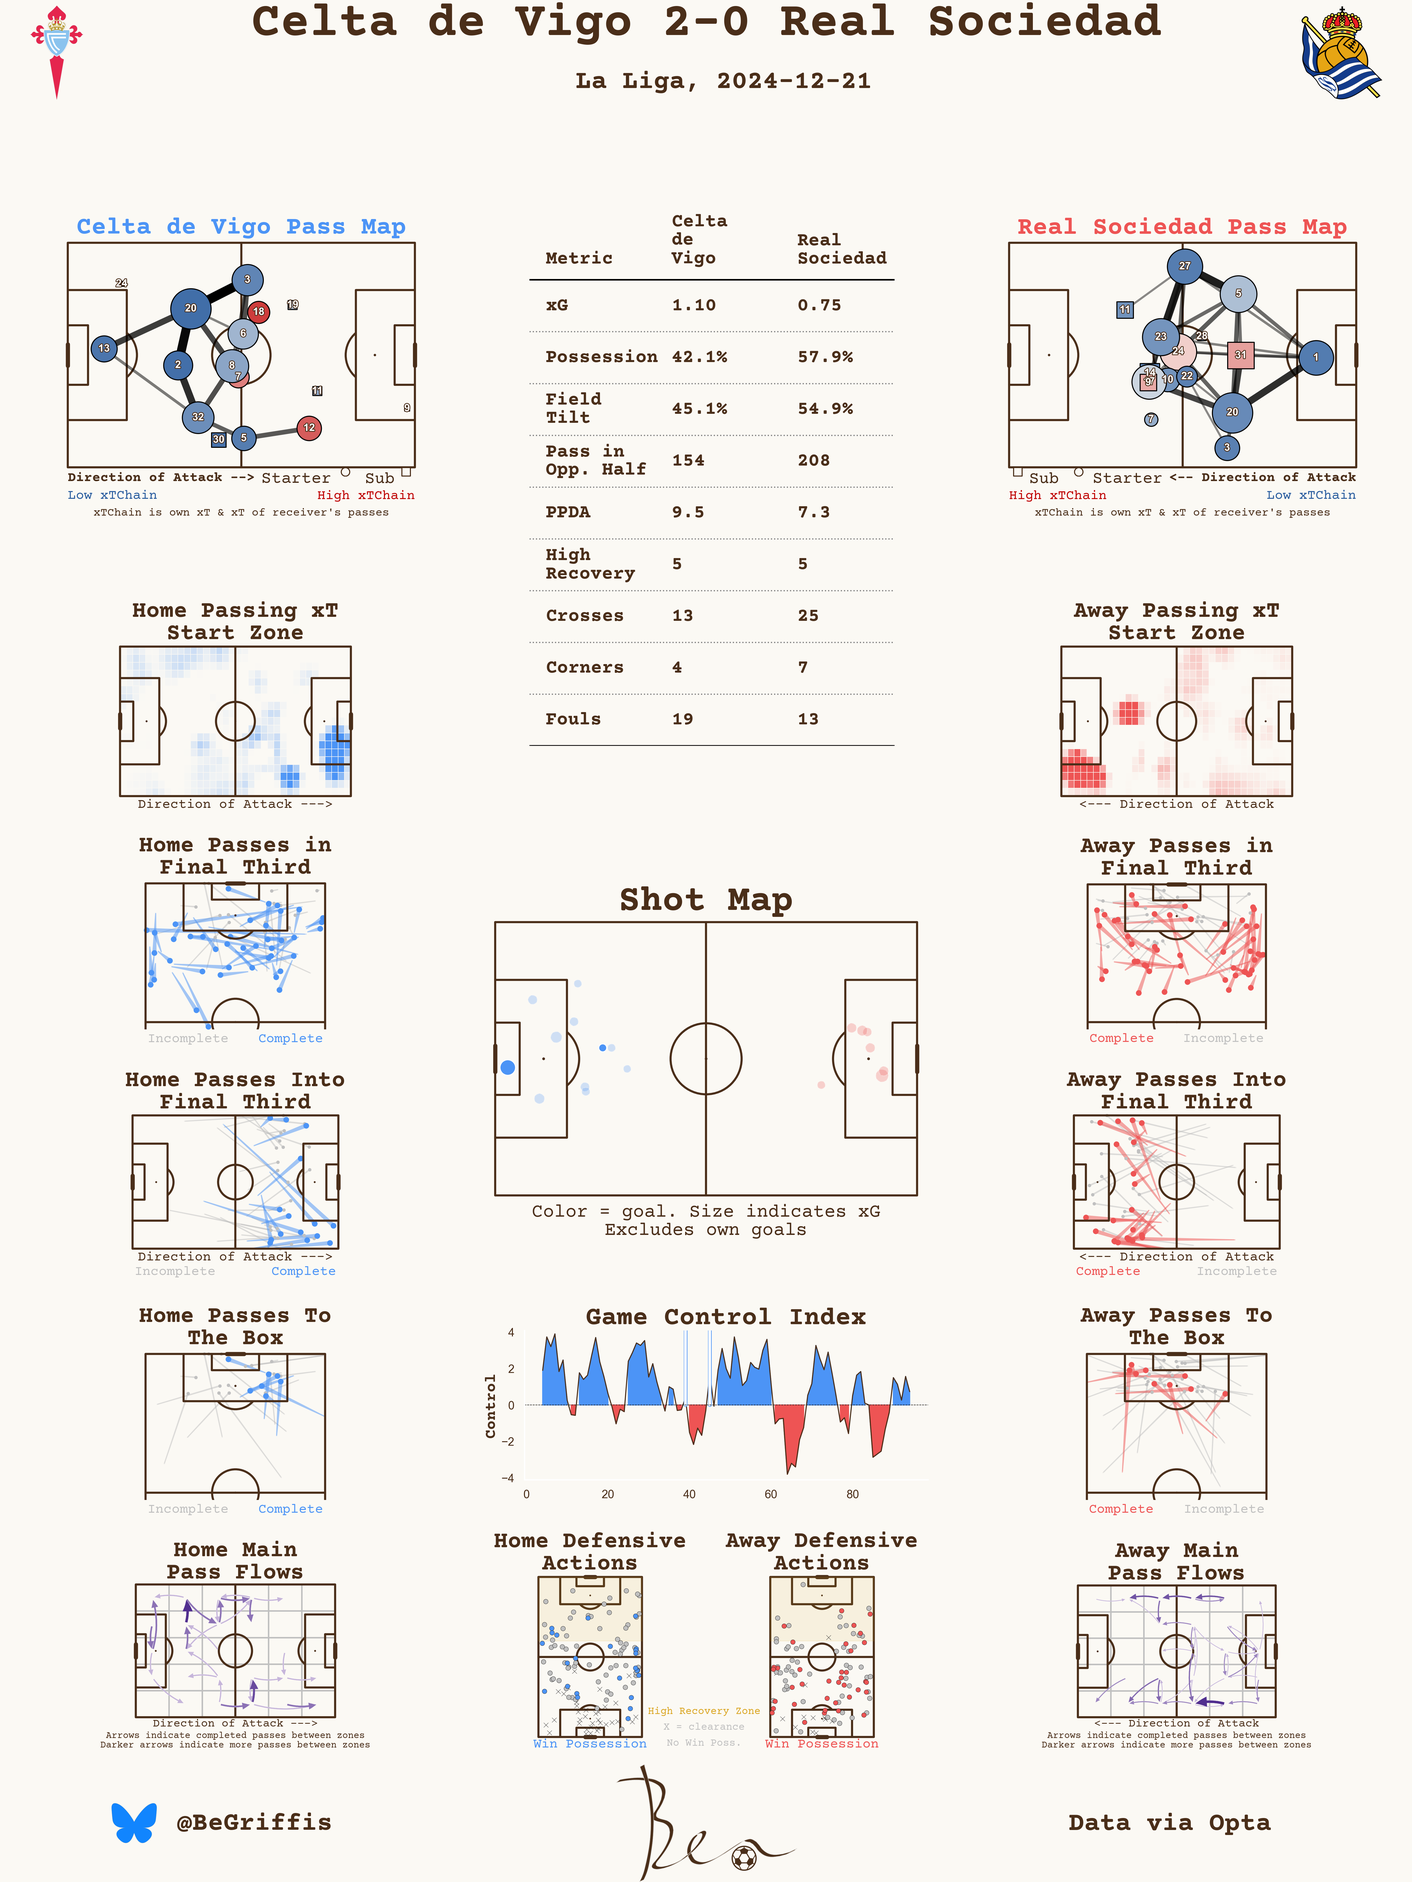 Celta de Vigo 2-0 Real Sociedad
La Liga, 2024-12-21
Celta de Vigo Pass Map
24
3
20
18
19
6
13
2
8
7
11
9
32
30
5
12
Direction of Attack --> Starter Sub
Low xTChain High xTChain
xTChain is own xT & xT of receiver's passes
Metric Celta de Vigo Real Sociedad
xG 1.10 0.75
Possession 42.1% 57.9%
Field Tilt 45.1% 54.9%
Pass in Opp. Half 154 208
PPDA 9.5 7.3
High Recovery 5 5
Crosses 13 25
Corners 4 7
Fouls 19 13
Real Sociedad Pass Map
27
5
11
23
28
24
31
1
14
9
10
22
7
20
3
Sub Starter <-- Direction of Attack
High xTChain Low xTChain
xTChain is own xT & xT of receiver's passes
Home Passing xT
Start Zone
Direction of Attack --->
Away Passing xT
Start Zone
<--- Direction of Attack
Home Passes in
Final Third
Incomplete Complete
Away Passes in
Final Third
Complete Incomplete
Shot Map
Color = goal. Size indicates xG
Excludes own goals
Home Passes Into
Final Third
Direction of Attack --->
Incomplete Complete
Away Passes Into
Final Third
<--- Direction of Attack
Complete Incomplete
Home Passes To
The Box
Incomplete Complete
Game Control Index
Control
4
2
0
−2
−4
0 20 40 60 80
Away Passes To
The Box
Complete Incomplete
Home Main
Pass Flows
Direction of Attack --->
Arrows indicate completed passes between zones
Darker arrows indicate more passes between zones
Home Defensive
Actions
Win Possession
High Recovery Zone
X = clearance
No Win Poss.
Away Defensive
Actions
Win Possession
Away Main
Pass Flows
<--- Direction of Attack
Arrows indicate completed passes between zones
Darker arrows indicate more passes between zones
@BeGriffis
Data via Opta